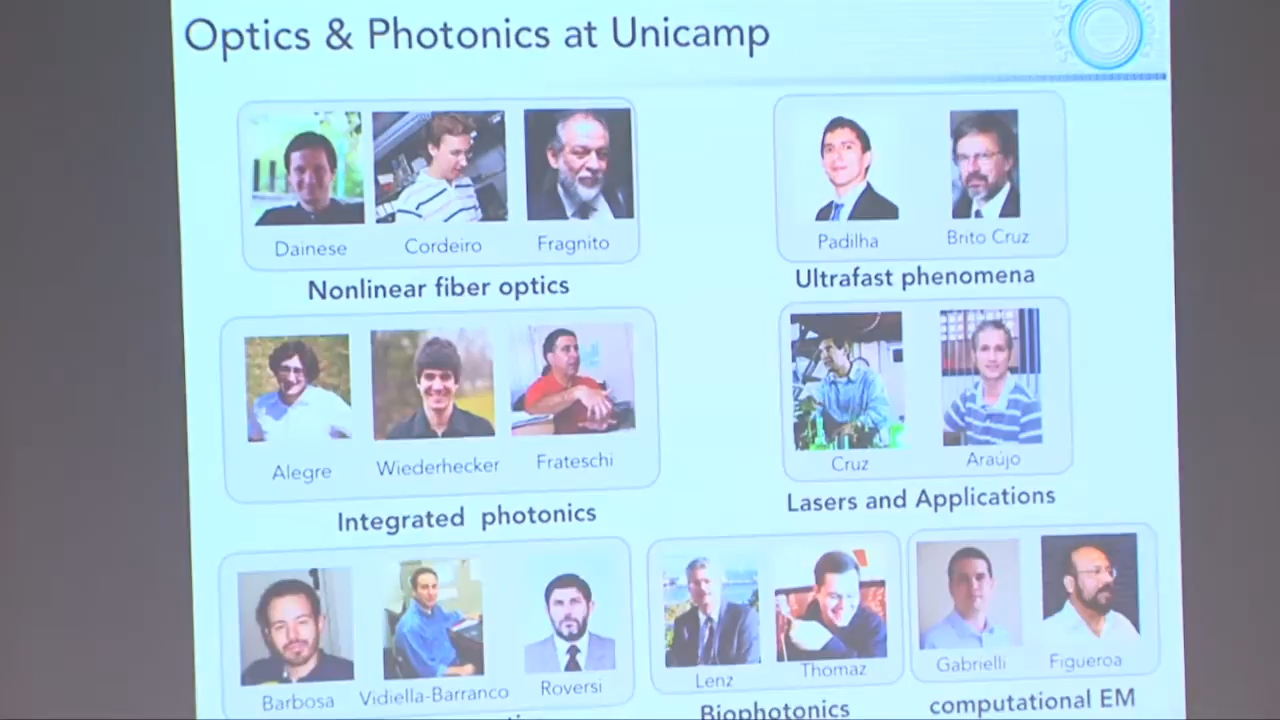 Optics & Photonics at Unicamp
Dainese Cordeiro Fragnito
Nonlinear fiber optics
Padilha Brito Cruz
Ultrafast phenomena
Alegre Wiederhecker Frateschi
Integrated photonics
Cruz Araújo
Lasers and Applications
Barbosa Vidiella-Barranco Roversi
Lenz Thomaz
Biophotonics
Gabrielli Figueroa
computational EM